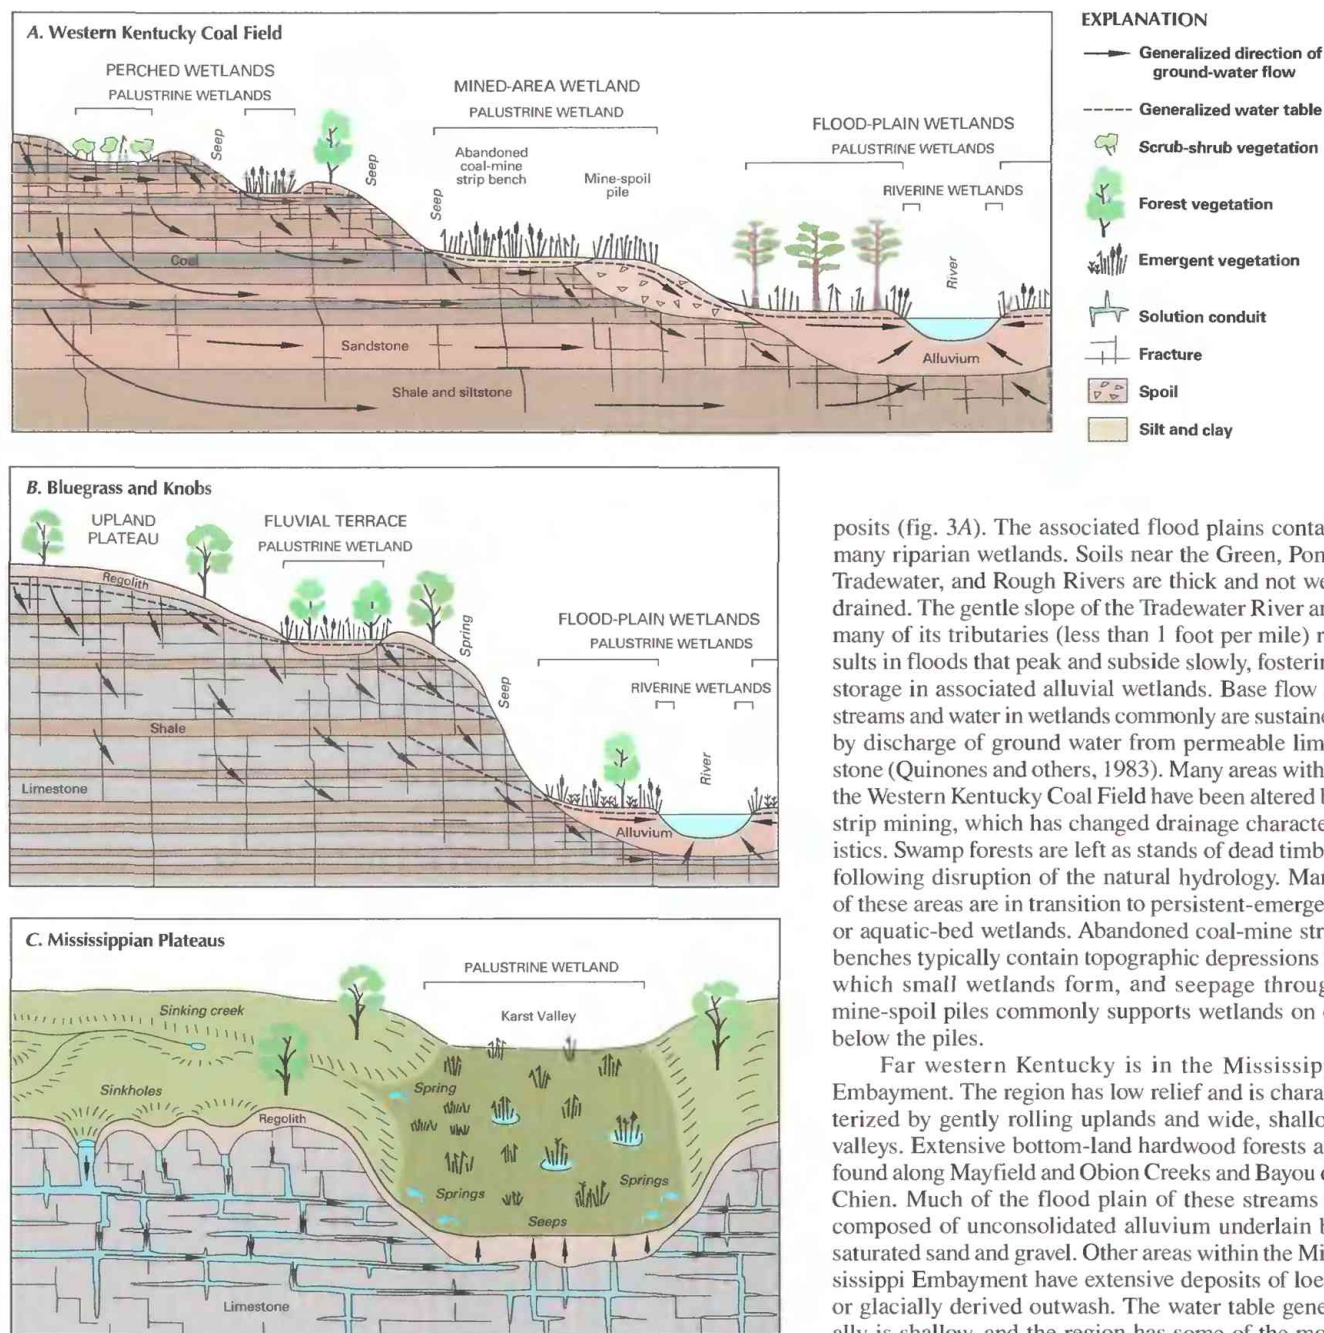 A. Western Kentucky Coal Field
PERCHED WETLANDS
PALUSTRINE WETLANDS
Seep
Seep
MINED-AREA WETLAND
PALUSTRINE WETLAND
Abandoned
coal-mine
strip bench
Mine-spoil
pile
Seep
FLOOD-PLAIN WETLANDS
PALUSTRINE WETLANDS
RIVERINE WETLANDS
River
Coal
Sandstone
Shale and siltstone
Alluvium
EXPLANATION
Generalized direction of
ground-water flow
Generalized water table
Scrub-shrub vegetation
Forest vegetation
Emergent vegetation
Solution conduit
Fracture
Spoil
Silt and clay
B. Bluegrass and Knobs
UPLAND
PLATEAU
FLUVIAL TERRACE
PALUSTRINE WETLAND
Regolith
Spring
Seep
FLOOD-PLAIN WETLANDS
PALUSTRINE WETLANDS
RIVERINE WETLANDS
River
Shale
Limestone
Alluvium
C. Mississippian Plateaus
PALUSTRINE WETLAND
Karst Valley
Sinking creek
Sinkholes
Regolith
Spring
Springs
Springs
Seeps
Limestone
posits (fig. 3A). The associated flood plains conta
many riparian wetlands. Soils near the Green, Pon
Tradewater, and Rough Rivers are thick and not we
drained. The gentle slope of the Tradewater River an
many of its tributaries (less than 1 foot per mile) r
sults in floods that peak and subside slowly, fosterin
storage in associated alluvial wetlands. Base flow
streams and water in wetlands commonly are sustaine
by discharge of ground water from permeable lim
stone (Quinones and others, 1983). Many areas with
the Western Kentucky Coal Field have been altered b
strip mining, which has changed drainage characte
istics. Swamp forests are left as stands of dead timb
following disruption of the natural hydrology. Man
of these areas are in transition to persistent-emerge
or aquatic-bed wetlands. Abandoned coal-mine str
benches typically contain topographic depressions
which small wetlands form, and seepage throug
mine-spoil piles commonly supports wetlands on
below the piles.
Far western Kentucky is in the Mississip
Embayment. The region has low relief and is charac
terized by gently rolling uplands and wide, shallo
valleys. Extensive bottom-land hardwood forests a
found along Mayfield and Obion Creeks and Bayou d
Chien. Much of the flood plain of these streams
composed of unconsolidated alluvium underlain b
saturated sand and gravel. Other areas within the Mi
sissippi Embayment have extensive deposits of loe
or glacially derived outwash. The water table gene
ally is shallow, and the region has some of the mo